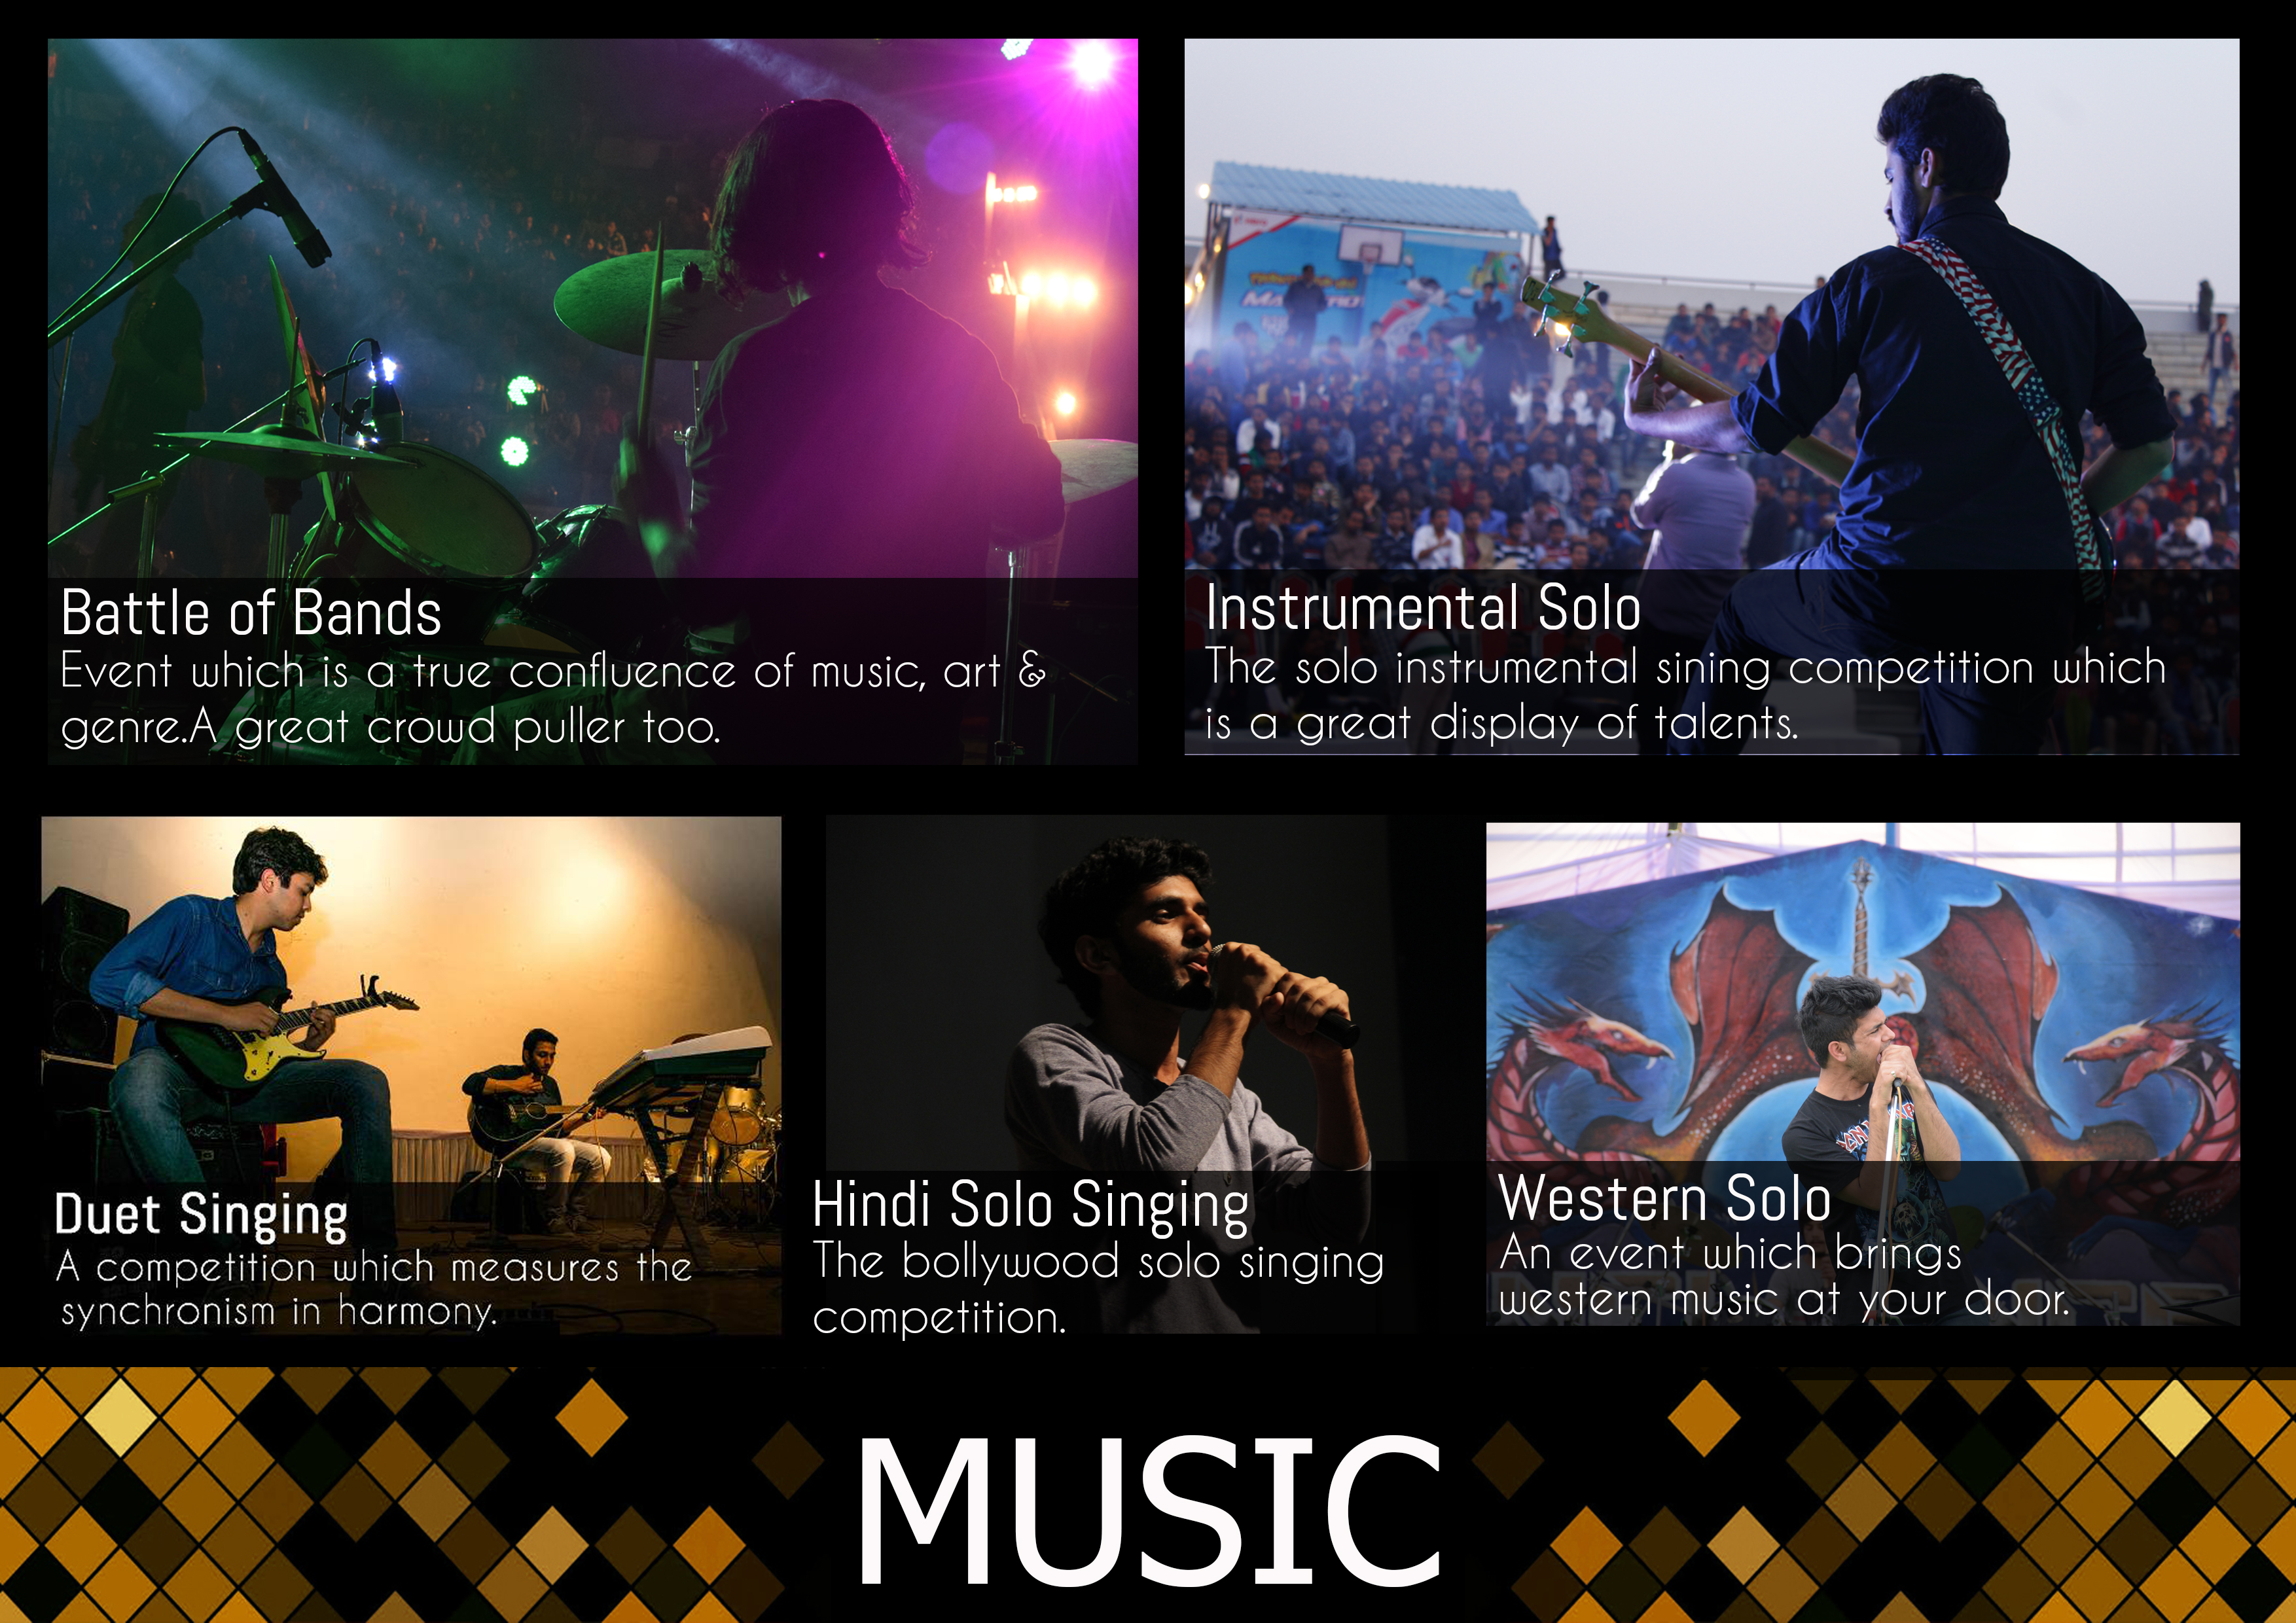 Battle of Bands
Event which is a true confluence of music, art &
genre.A great crowd puller too.
Instrumental Solo
The solo instrumental sining competition which
is a great display of talents.
Duet Singing
A competition which measures the
synchronism in harmony.
Hindi Solo Singing
The bollywood solo singing
competition.
Western Solo
An event which brings
western music at your door.
MUSIC